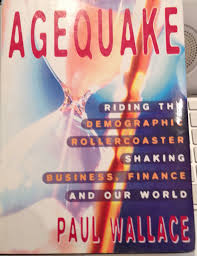 AGEQUAKE
RIDING THE
DEMOGRAPHIC
ROLLERCOASTER
SHAKING
BUSINESS, FINANCE
AND OUR WORLD
PAUL WALLACE